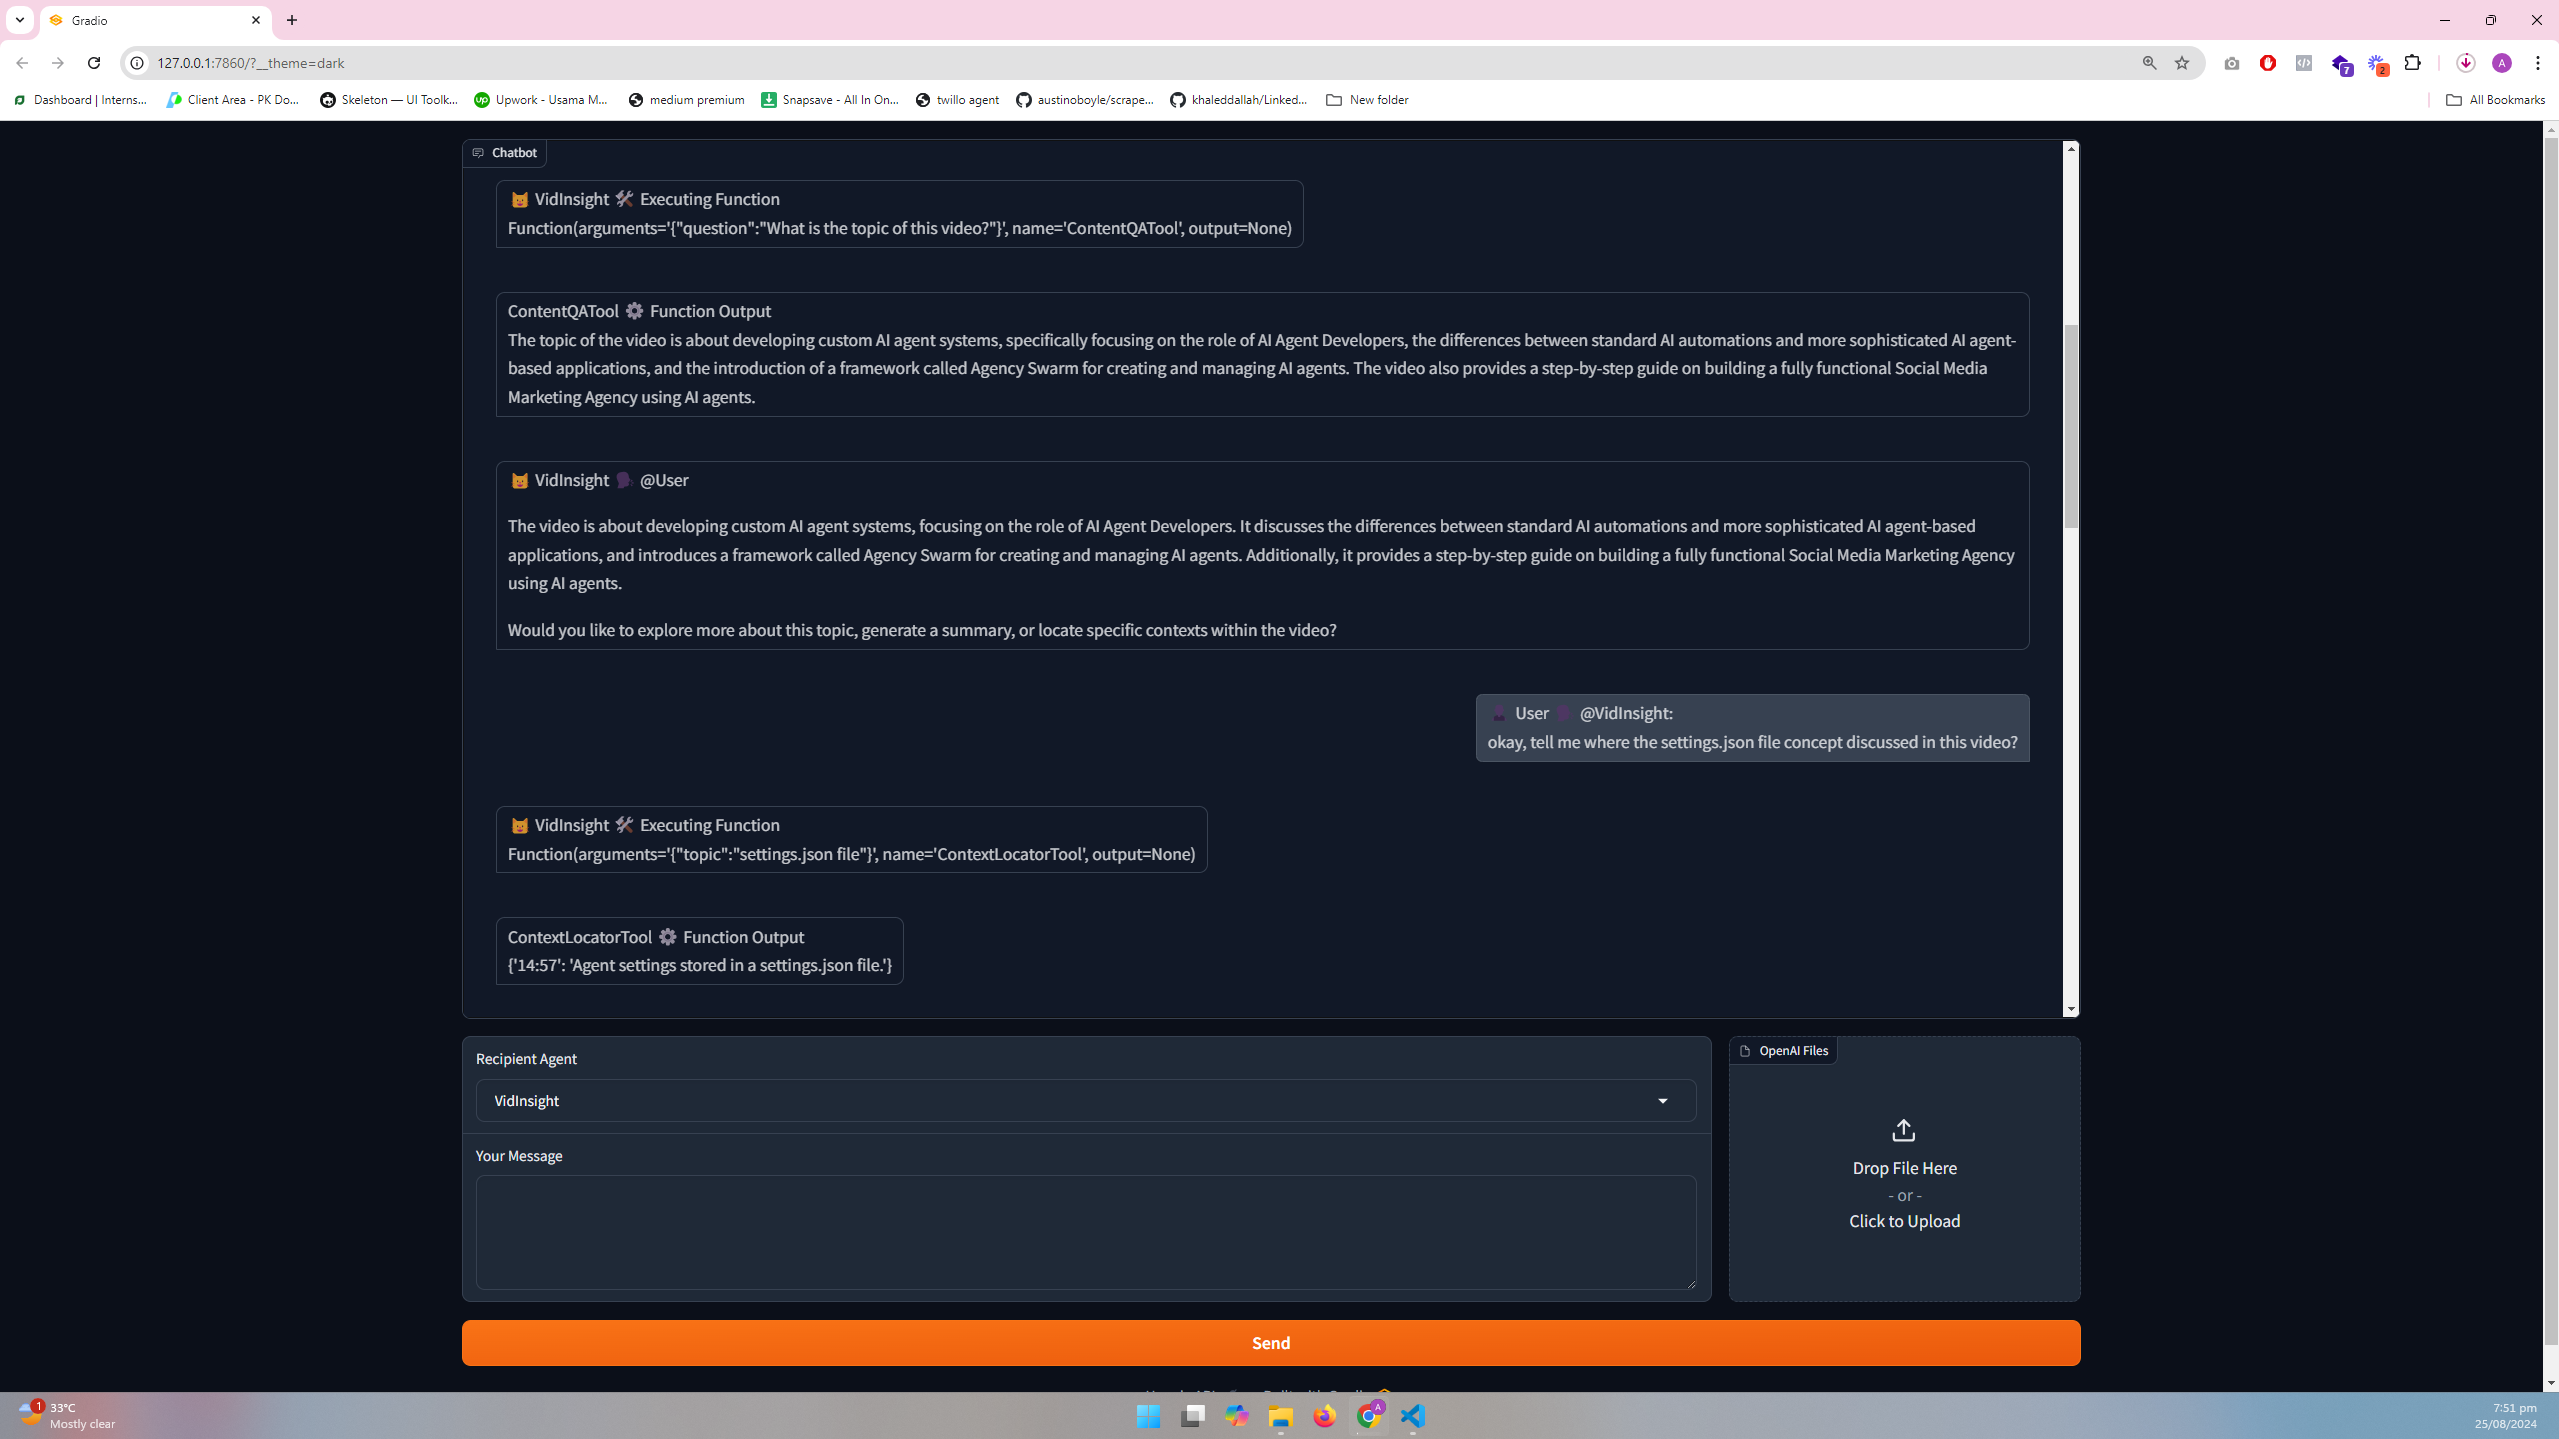 Gradio
127.0.0.1:7860/?__theme=dark
7
2
A
Dashboard | Interns...
Client Area - PK Do...
Skeleton — UI Toolk...
up
Upwork - Usama M...
medium premium
Snapsave - All In On...
twillo agent
austinoboyle/scrape...
khaleddallah/Linked...
New folder
All Bookmarks
Chatbot
VidInsight Executing Function
Function(arguments='{"question":"What is the topic of this video?"}', name='ContentQATool', output=None)
ContentQATool Function Output
The topic of the video is about developing custom AI agent systems, specifically focusing on the role of AI Agent Developers, the differences between standard AI automations and more sophisticated AI agent-
based applications, and the introduction of a framework called Agency Swarm for creating and managing AI agents. The video also provides a step-by-step guide on building a fully functional Social Media
Marketing Agency using AI agents.
VidInsight @User
The video is about developing custom AI agent systems, focusing on the role of AI Agent Developers. It discusses the differences between standard AI automations and more sophisticated AI agent-based
applications, and introduces a framework called Agency Swarm for creating and managing AI agents. Additionally, it provides a step-by-step guide on building a fully functional Social Media Marketing Agency
using AI agents.
Would you like to explore more about this topic, generate a summary, or locate specific contexts within the video?
User @VidInsight:
okay, tell me where the settings.json file concept discussed in this video?
VidInsight Executing Function
Function(arguments='{"topic":"settings.json file"}', name='ContextLocatorTool', output=None)
ContextLocatorTool Function Output
{'14:57': 'Agent settings stored in a settings.json file.'}
Recipient Agent
VidInsight
Your Message
OpenAI Files
Drop File Here
- or -
Click to Upload
Send
1
33°C
Mostly clear
A
7:51 pm
25/08/2024